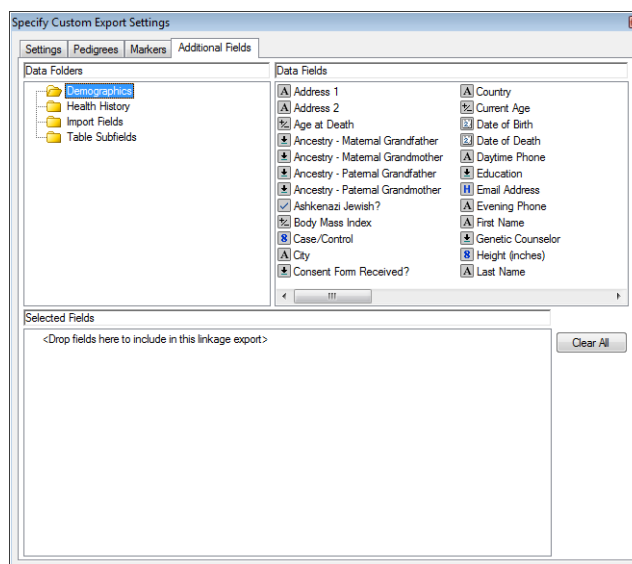 Specify Custom Export Settings
Settings Pedigrees Markers Additional Fields
Data Folders
Demographics
Health History
Import Fields
Table Subfields
Data Fields
Address 1
Address 2
Age at Death
Ancestry - Maternal Grandfather
Ancestry - Maternal Grandmother
Ancestry - Paternal Grandfather
Ancestry - Paternal Grandmother
Ashkenazi Jewish?
Body Mass Index
Case/Control
City
Consent Form Received?
Country
Current Age
Date of Birth
Date of Death
Daytime Phone
Education
Email Address
Evening Phone
First Name
Genetic Counselor
Height (inches)
Last Name
Selected Fields
<Drop fields here to include in this linkage export>
Clear All